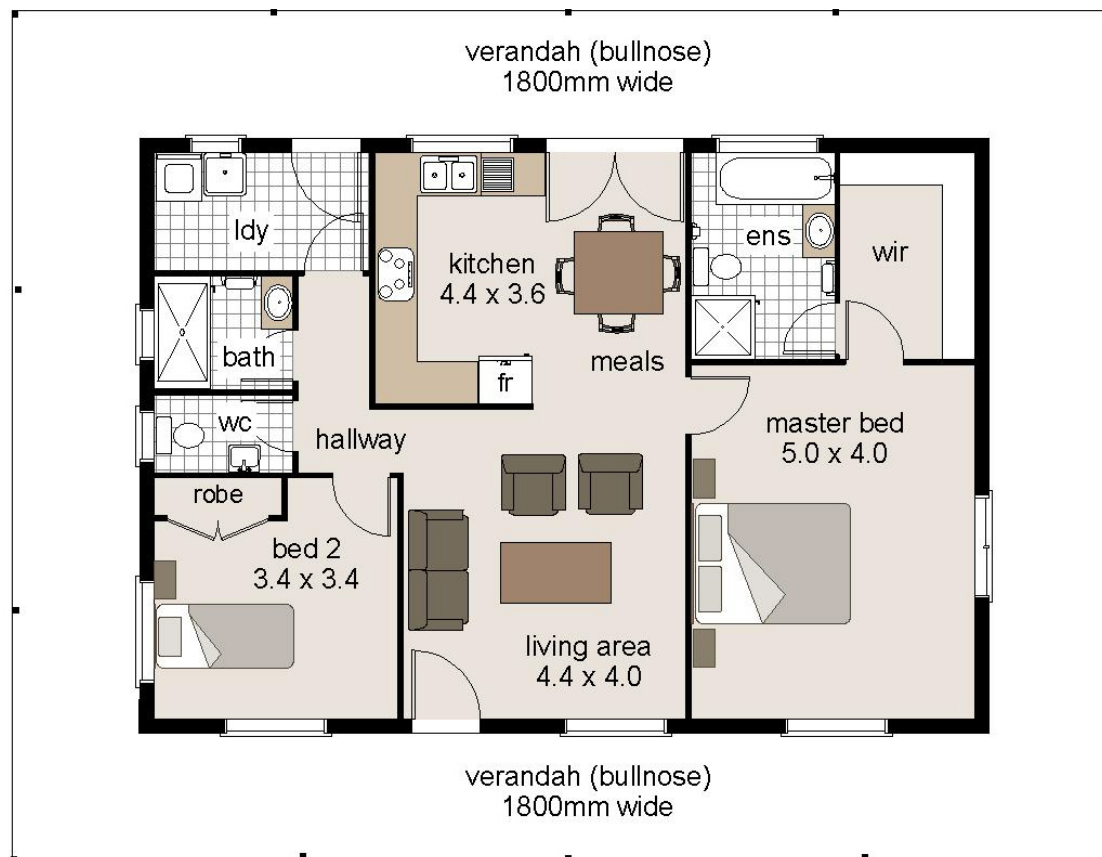 verandah (bullnose)
1800mm wide
ldy
kitchen
4.4 x 3.6
ens
wir
bath
fr
meals
wc
hallway
master bed
5.0 x 4.0
robe
bed 2
3.4 x 3.4
living area
4.4 x 4.0
verandah (bullnose)
1800mm wide